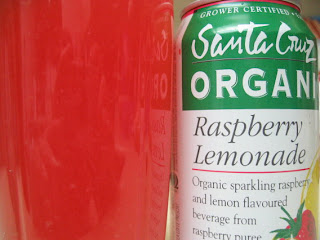 GROWER CERTIFIED
Santa Cruz
ORGANI
Raspberry
Lemonade
Organic sparkling raspberr
and lemon flavoured
beverage from
raspberry puree